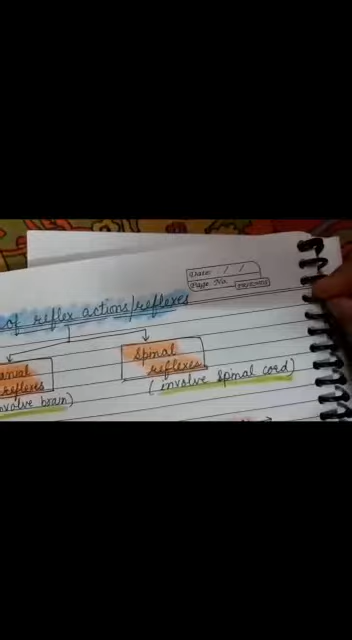 Date: / /
Page No.
of reflex actions/reflexes
Spinal
reflexes
reflexes
(involve spinal cord)
involve brain)